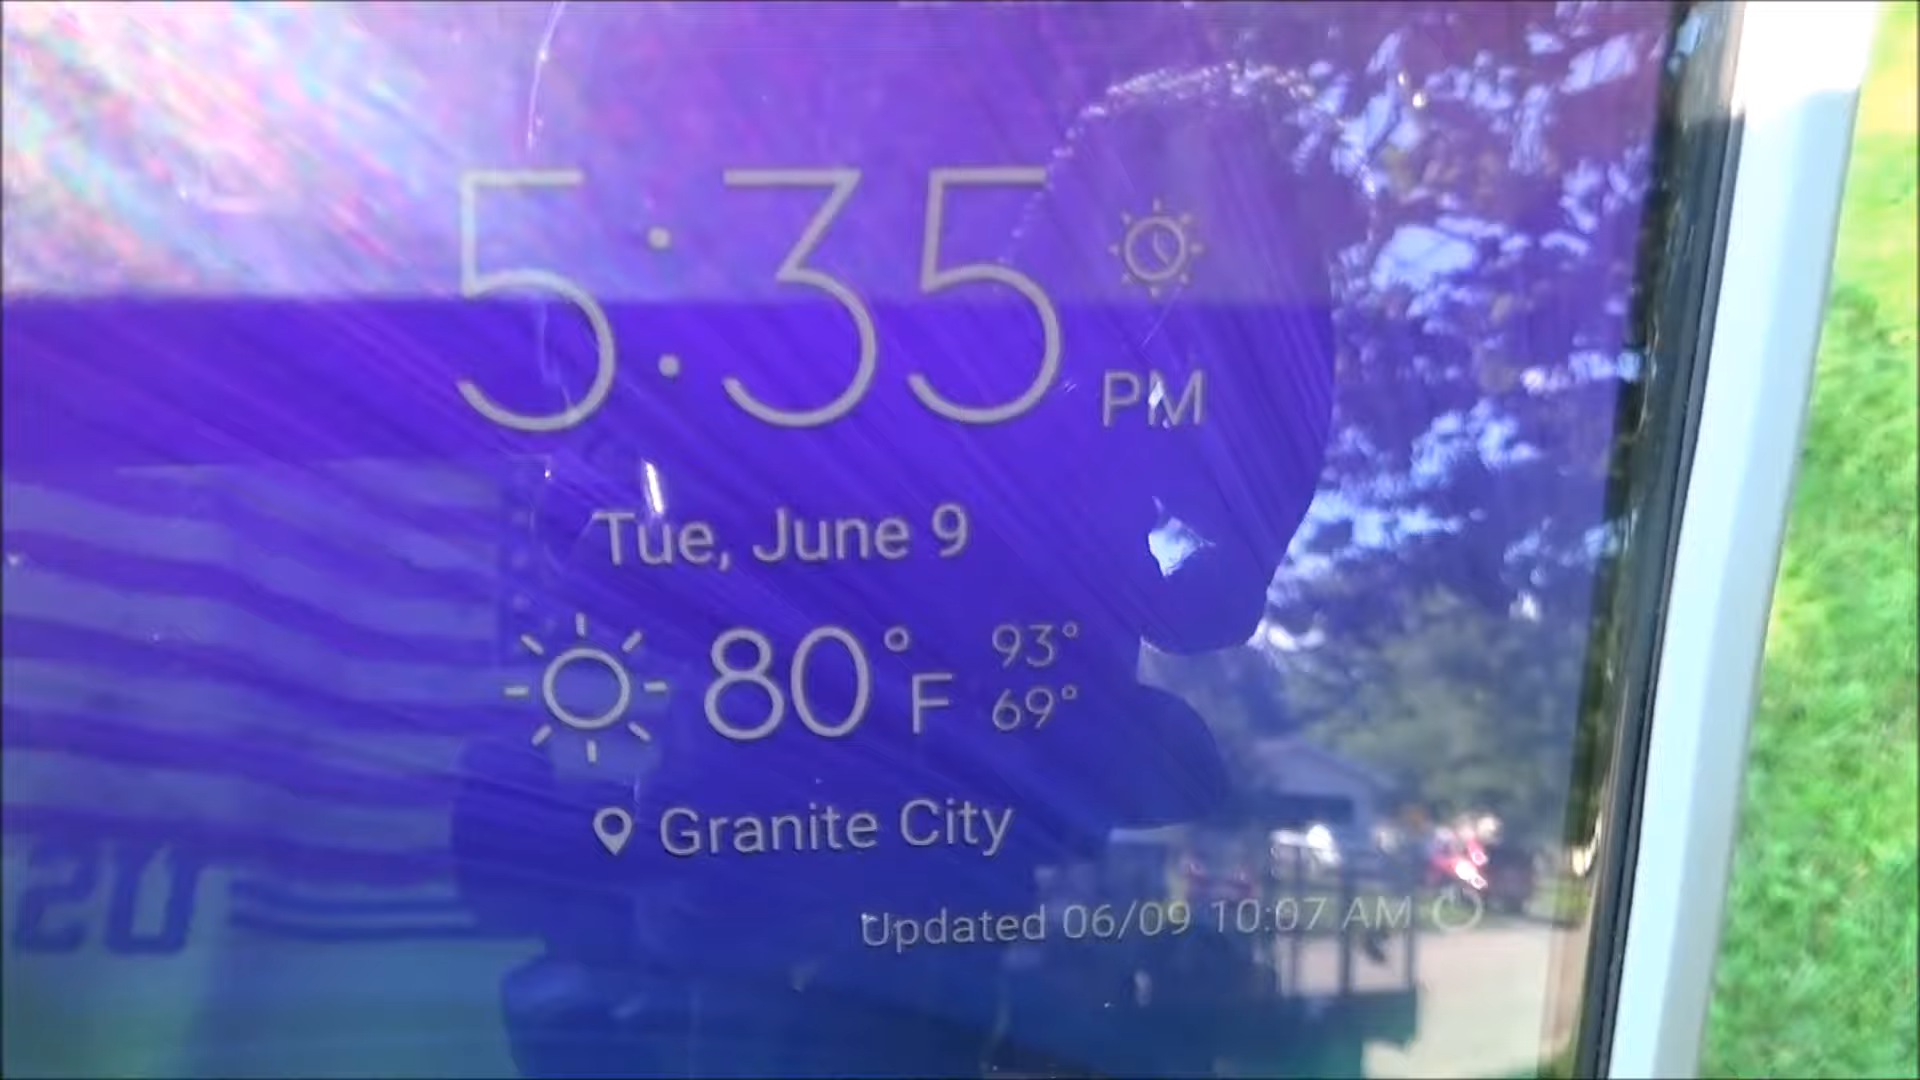 5:35 PM
Tue, June 9
80°F 93°
69°
Granite City
Updated 06/09 10:07 AM